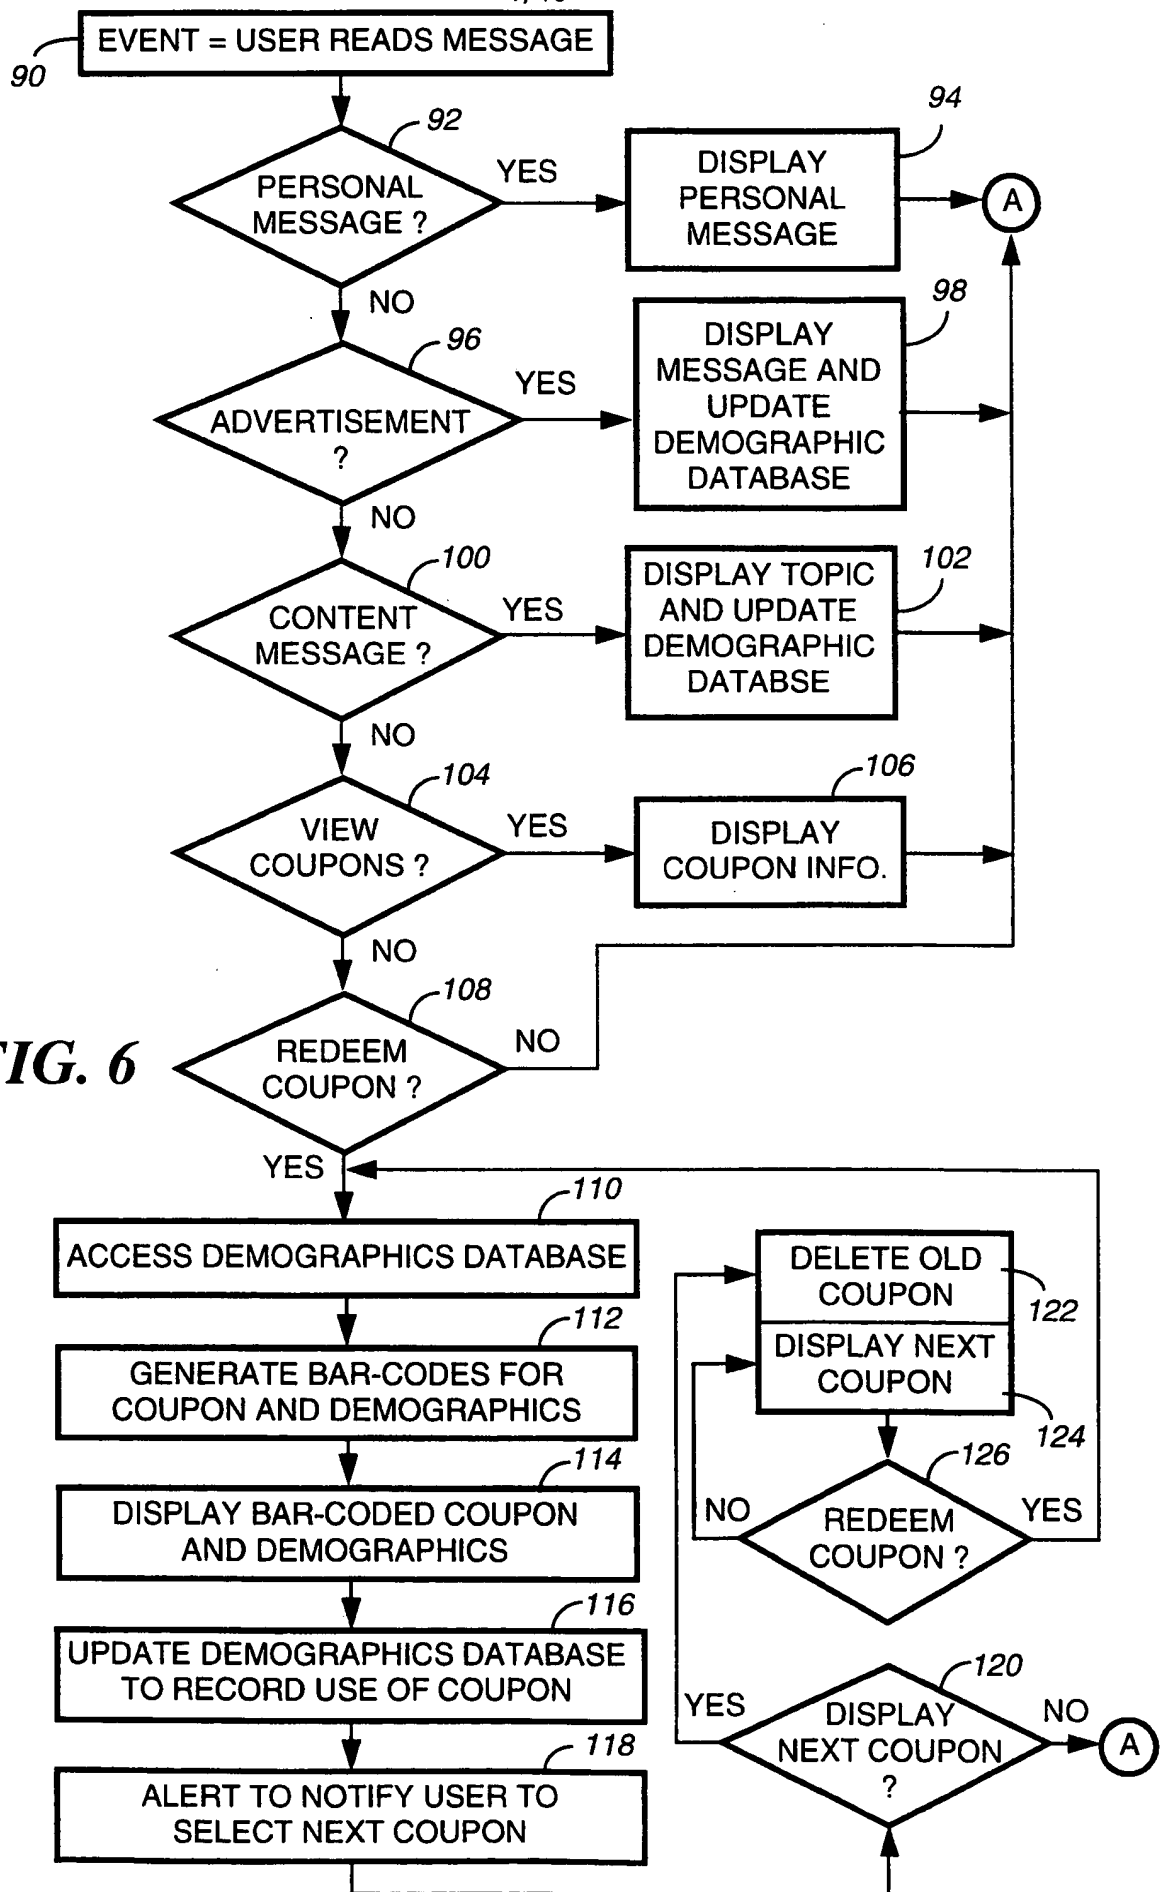 EVENT = USER READS MESSAGE
90
92
PERSONAL
MESSAGE ?
YES
94
DISPLAY
PERSONAL
MESSAGE
A
NO
96
ADVERTISEMENT
?
YES
98
DISPLAY
MESSAGE AND
UPDATE
DEMOGRAPHIC
DATABASE
NO
100
CONTENT
MESSAGE ?
YES
102
DISPLAY TOPIC
AND UPDATE
DEMOGRAPHIC
DATABSE
NO
104
VIEW
COUPONS ?
YES
106
DISPLAY
COUPON INFO.
NO
108
REDEEM
COUPON ?
NO
FIG. 6
YES
110
ACCESS DEMOGRAPHICS DATABASE
112
GENERATE BAR-CODES FOR
COUPON AND DEMOGRAPHICS
114
DISPLAY BAR-CODED COUPON
AND DEMOGRAPHICS
116
UPDATE DEMOGRAPHICS DATABASE
TO RECORD USE OF COUPON
118
ALERT TO NOTIFY USER TO
SELECT NEXT COUPON
DELETE OLD
COUPON
122
DISPLAY NEXT
COUPON
124
126
NO
REDEEM
COUPON ?
YES
120
YES
DISPLAY
NEXT COUPON
?
NO
A